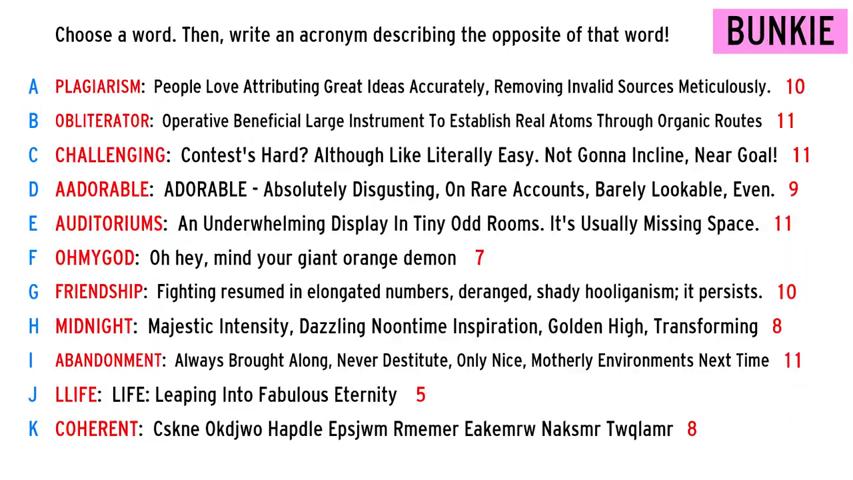 Choose a word. Then, write an acronym describing the opposite of that word!
BUNKIE
A PLAGIARISM: People Love Attributing Great Ideas Accurately, Removing Invalid Sources Meticulously. 10
B OBLITERATOR: Operative Beneficial Large Instrument To Establish Real Atoms Through Organic Routes 11
C CHALLENGING: Contest's Hard? Although Like Literally Easy. Not Gonna Incline, Near Goal! 11
D AADORABLE: ADORABLE - Absolutely Disgusting, On Rare Accounts, Barely Lookable, Even. 9
E AUDITORIUMS: An Underwhelming Display In Tiny Odd Rooms. It's Usually Missing Space. 11
F OHMYGOD: Oh hey, mind your giant orange demon 7
G FRIENDSHIP: Fighting resumed in elongated numbers, deranged, shady hooliganism; it persists. 10
H MIDNIGHT: Majestic Intensity, Dazzling Noontime Inspiration, Golden High, Transforming 8
I ABANDONMENT: Always Brought Along, Never Destitute, Only Nice, Motherly Environments Next Time 11
J LLIFE: LIFE: Leaping Into Fabulous Eternity 5
K COHERENT: Cskne Okdjwo Hapdle Epsjwm Rmemer Eakemrw Naksmr Twqlamr 8